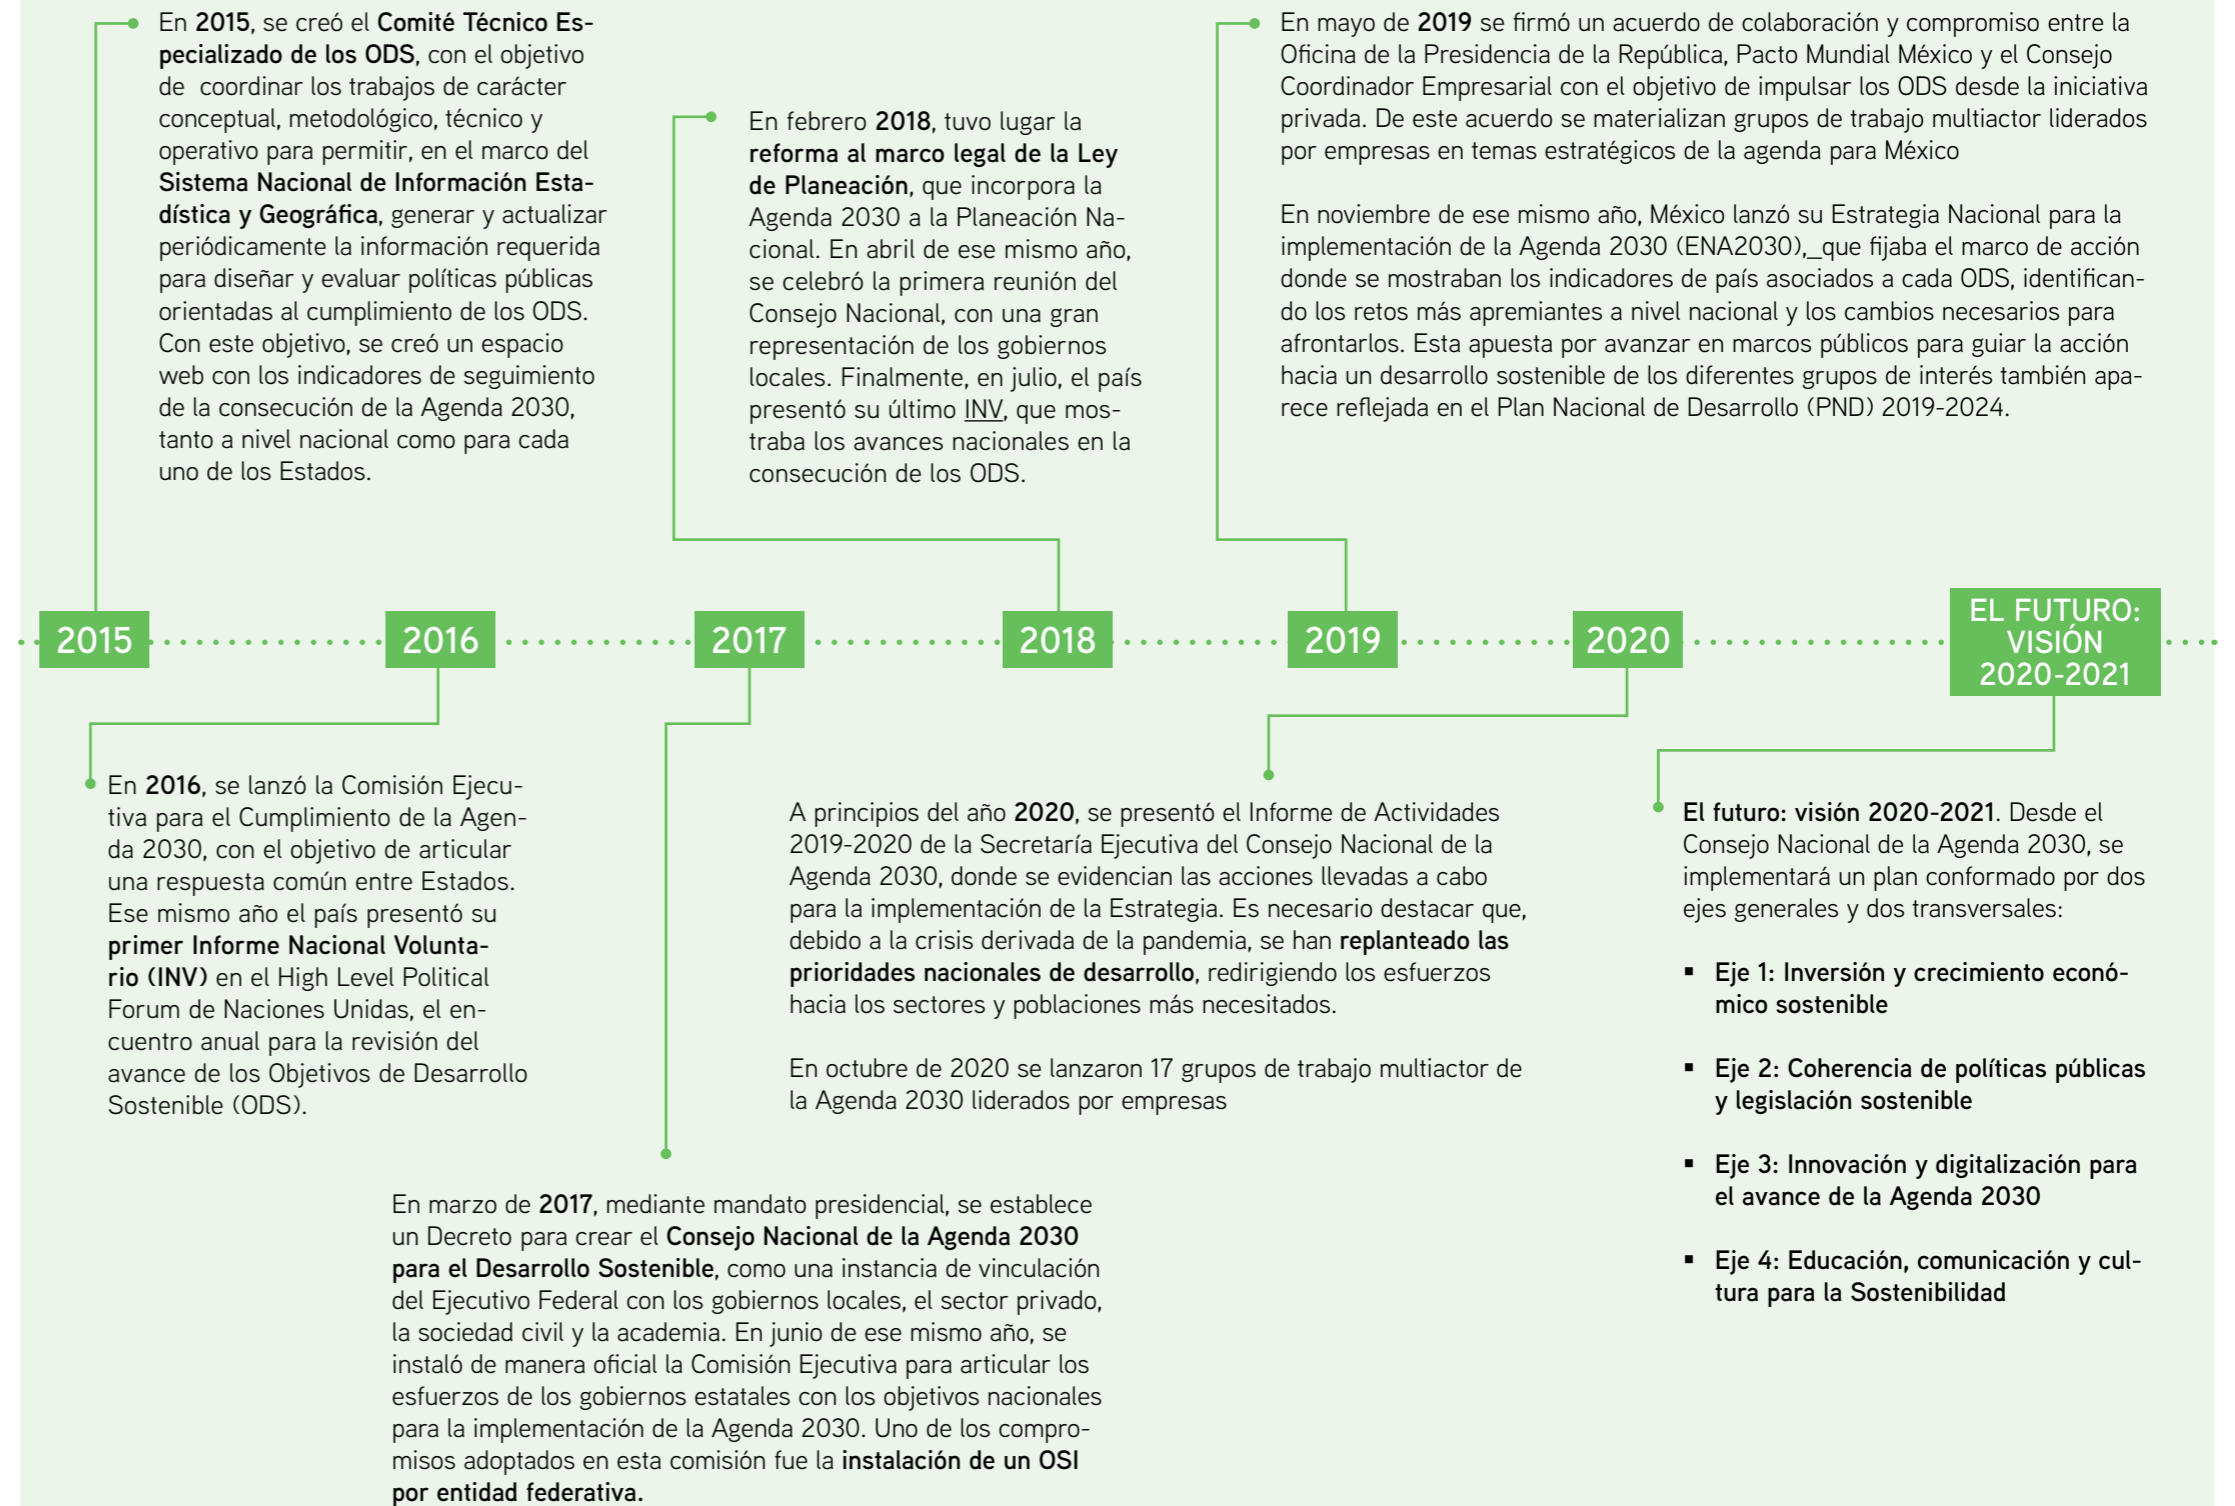 En 2015, se creó el Comité Técnico Es-
pecializado de los ODS, con el objetivo
de coordinar los trabajos de carácter
conceptual, metodológico, técnico y
operativo para permitir, en el marco del
Sistema Nacional de Información Esta-
dística y Geográfica, generar y actualizar
periódicamente la información requerida
para diseñar y evaluar políticas públicas
orientadas al cumplimiento de los ODS.
Con este objetivo, se creó un espacio
web con los indicadores de seguimiento
de la consecución de la Agenda 2030,
tanto a nivel nacional como para cada
uno de los Estados.
En febrero 2018, tuvo lugar la
reforma al marco legal de la Ley
de Planeación, que incorpora la
Agenda 2030 a la Planeación Na-
cional. En abril de ese mismo año,
se celebró la primera reunión del
Consejo Nacional, con una gran
representación de los gobiernos
locales. Finalmente, en julio, el país
presentó su último INV, que mos-
traba los avances nacionales en la
consecución de los ODS.
En mayo de 2019 se firmó un acuerdo de colaboración y compromiso entre la
Oficina de la Presidencia de la República, Pacto Mundial México y el Consejo
Coordinador Empresarial con el objetivo de impulsar los ODS desde la iniciativa
privada. De este acuerdo se materializan grupos de trabajo multiactor liderados
por empresas en temas estratégicos de la agenda para México
En noviembre de ese mismo año, México lanzó su Estrategia Nacional para la
implementación de la Agenda 2030 (ENA2030),_que fijaba el marco de acción
donde se mostraban los indicadores de país asociados a cada ODS, identifican-
do los retos más apremiantes a nivel nacional y los cambios necesarios para
afrontarlos. Esta apuesta por avanzar en marcos públicos para guiar la acción
hacia un desarrollo sostenible de los diferentes grupos de interés también apa-
rece reflejada en el Plan Nacional de Desarrollo (PND) 2019-2024.
2015
2016
2017
2018
2019
2020
EL FUTURO:
VISIÓN
2020-2021
En 2016, se lanzó la Comisión Ejecu-
tiva para el Cumplimiento de la Agen-
da 2030, con el objetivo de articular
una respuesta común entre Estados.
Ese mismo año el país presentó su
primer Informe Nacional Volunta-
rio (INV) en el High Level Political
Forum de Naciones Unidas, el en-
cuentro anual para la revisión del
avance de los Objetivos de Desarrollo
Sostenible (ODS).
En marzo de 2017, mediante mandato presidencial, se establece
un Decreto para crear el Consejo Nacional de la Agenda 2030
para el Desarrollo Sostenible, como una instancia de vinculación
del Ejecutivo Federal con los gobiernos locales, el sector privado,
la sociedad civil y la academia. En junio de ese mismo año, se
instaló de manera oficial la Comisión Ejecutiva para articular los
esfuerzos de los gobiernos estatales con los objetivos nacionales
para la implementación de la Agenda 2030. Uno de los compro-
misos adoptados en esta comisión fue la instalación de un OSI
por entidad federativa.
A principios del año 2020, se presentó el Informe de Actividades
2019-2020 de la Secretaría Ejecutiva del Consejo Nacional de la
Agenda 2030, donde se evidencian las acciones llevadas a cabo
para la implementación de la Estrategia. Es necesario destacar que,
debido a la crisis derivada de la pandemia, se han replanteado las
prioridades nacionales de desarrollo, redirigiendo los esfuerzos
hacia los sectores y poblaciones más necesitados.
En octubre de 2020 se lanzaron 17 grupos de trabajo multiactor de
la Agenda 2030 liderados por empresas
El futuro: visión 2020-2021. Desde el
Consejo Nacional de la Agenda 2030, se
implementará un plan conformado por dos
ejes generales y dos transversales:
▪ Eje 1: Inversión y crecimiento econó-
mico sostenible
▪ Eje 2: Coherencia de políticas públicas
y legislación sostenible
▪ Eje 3: Innovación y digitalización para
el avance de la Agenda 2030
▪ Eje 4: Educación, comunicación y cul-
tura para la Sostenibilidad